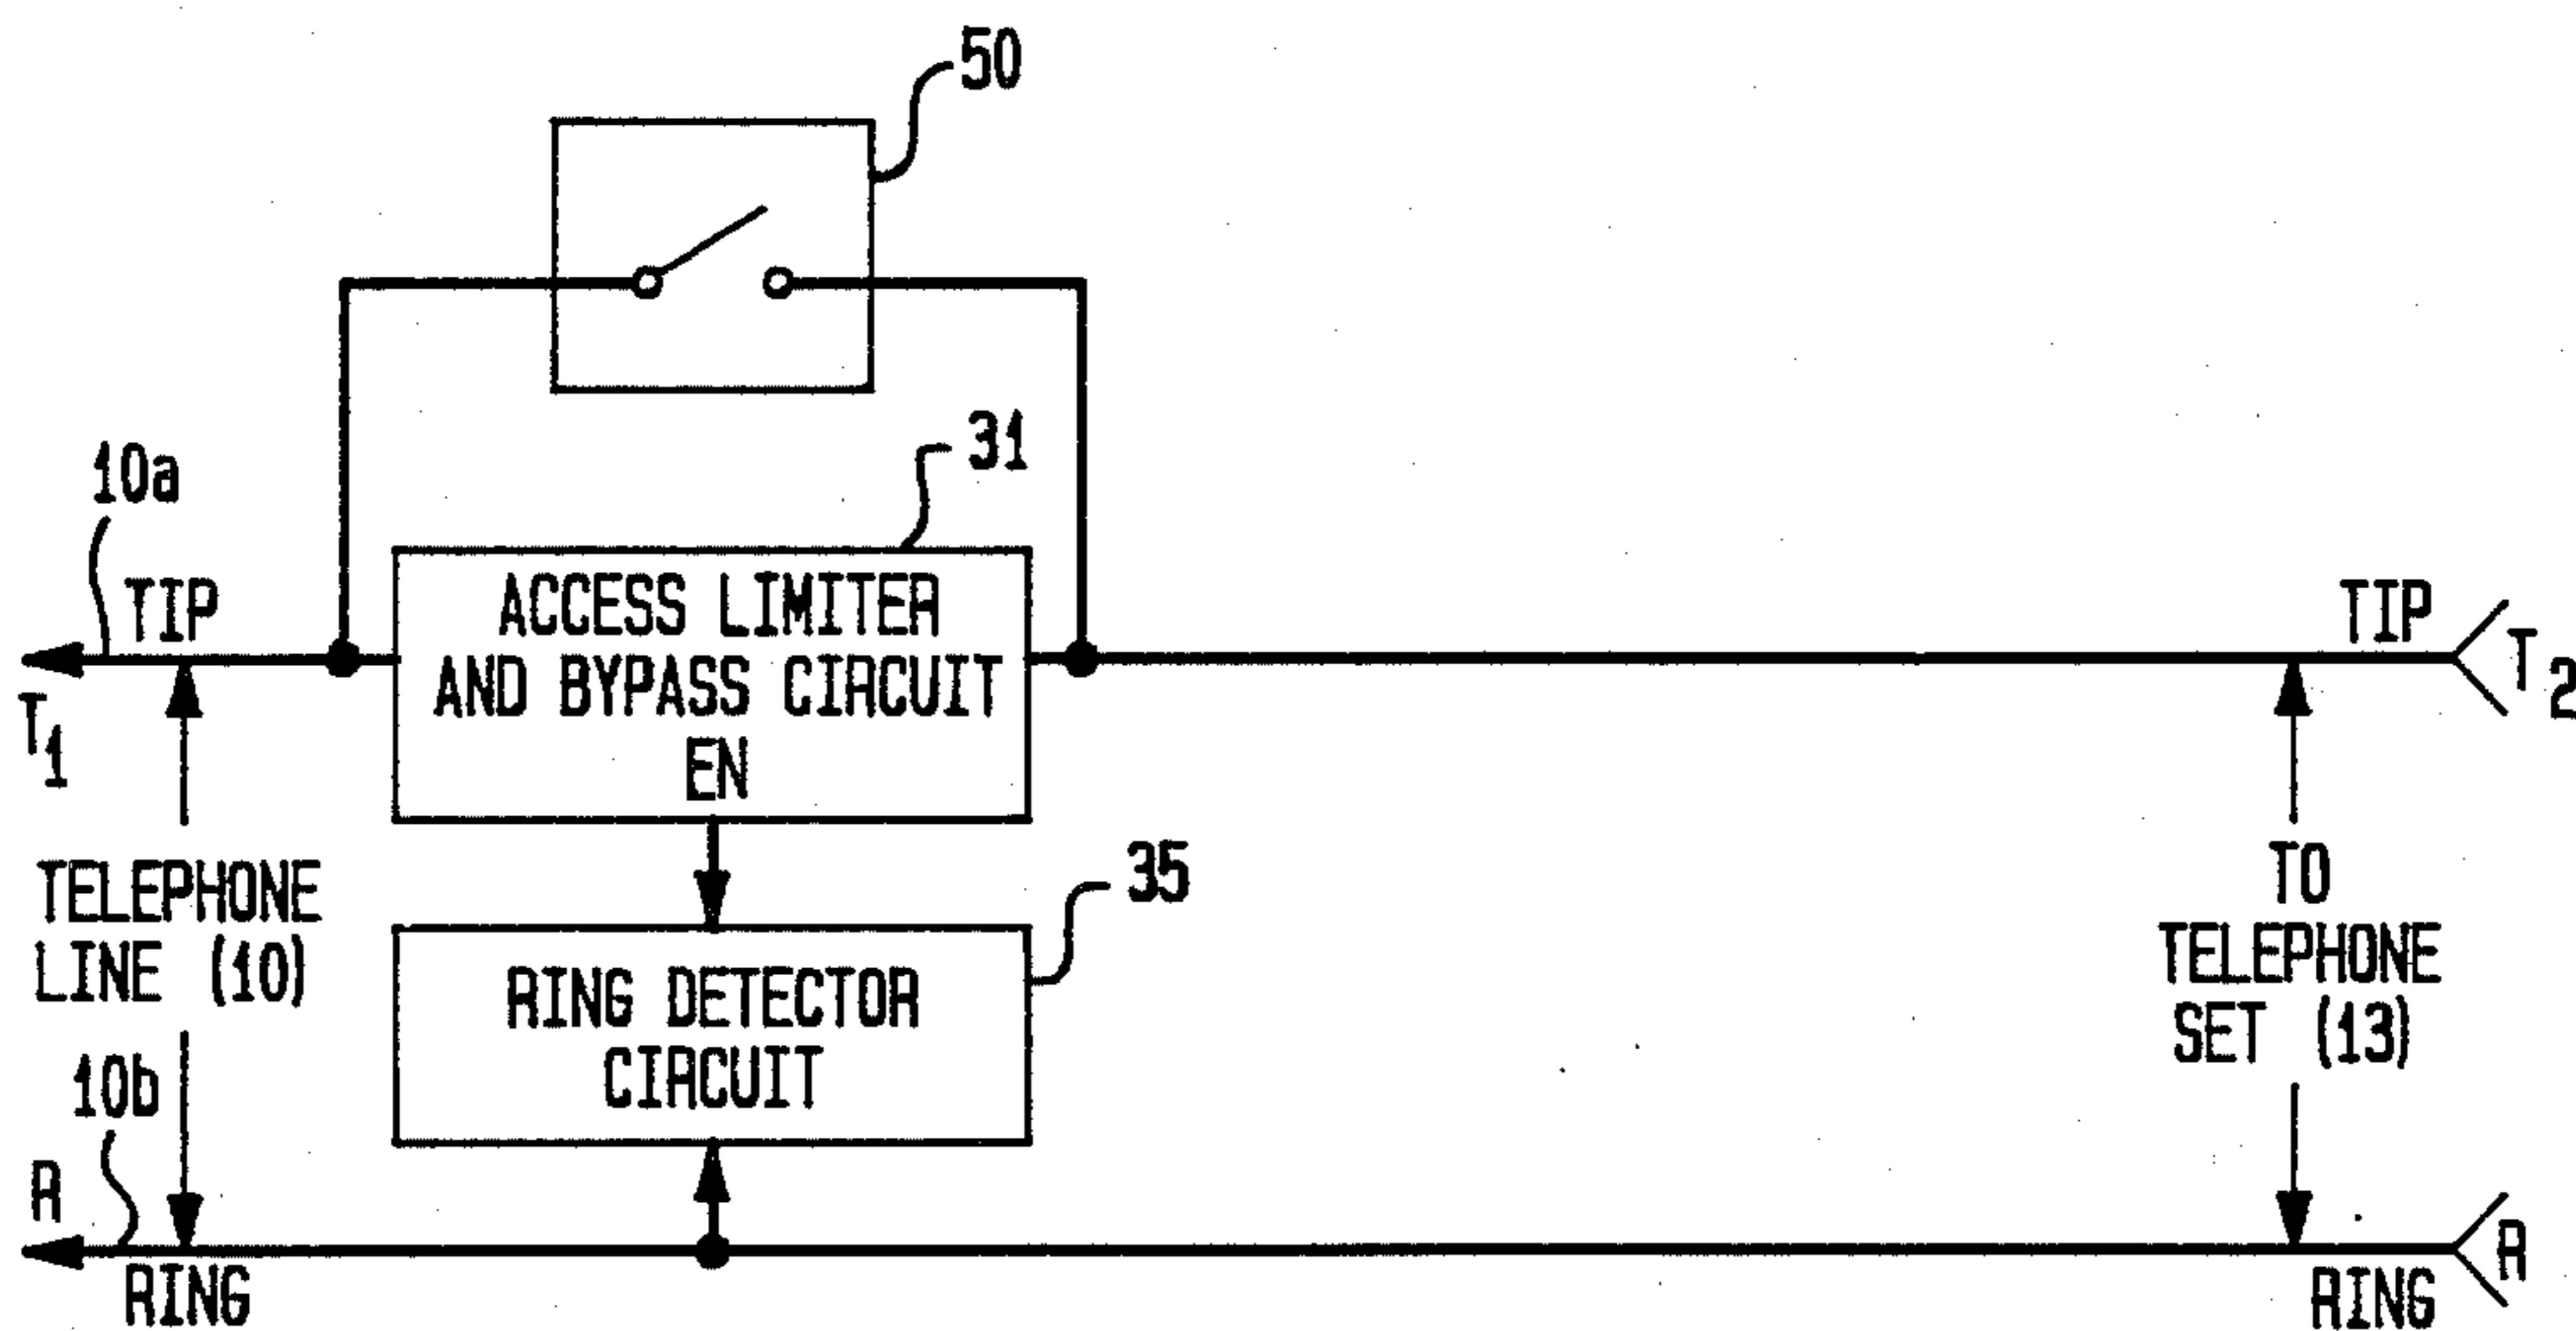 50
31
10a
TIP
T1
ACCESS LIMITER
AND BYPASS CIRCUIT
EN
TIP
T2
35
TELEPHONE
LINE (10)
RING DETECTOR
CIRCUIT
TO
TELEPHONE
SET (13)
10b
R
RING
R
RING